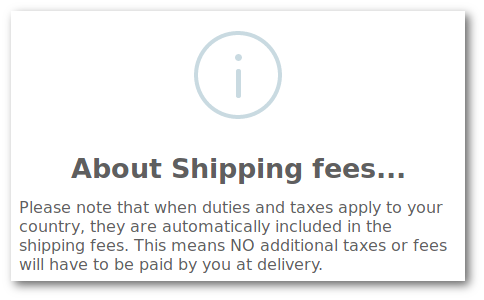 About Shipping fees...
Please note that when duties and taxes apply to your
country, they are automatically included in the
shipping fees. This means NO additional taxes or fees
will have to be paid by you at delivery.